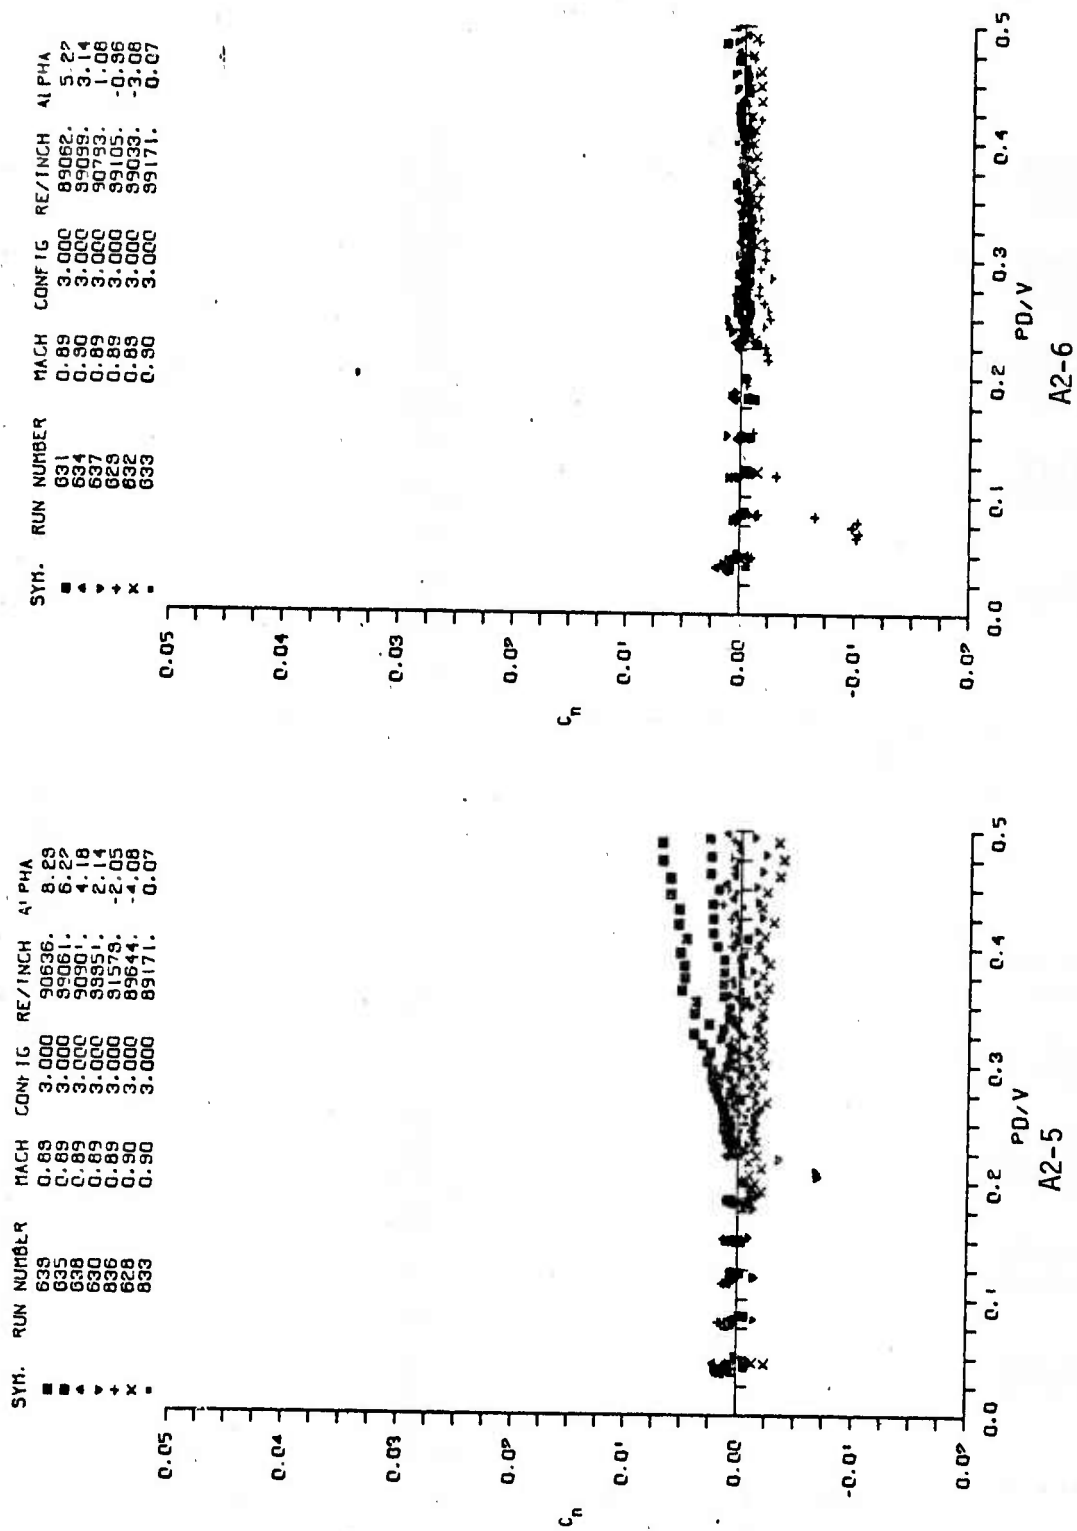 SYM. RUN NUMBER MACH CONFIG RE/INCH ALPHA
■ 639 0.89 3.000 90636. 8.29
■ 635 0.89 3.000 39061. 6.22
▲ 638 0.89 3.000 90901. 4.18
▼ 630 0.89 3.000 2.14
+ 836 0.89 3.000 91579. -2.05
× 628 0.90 3.000 89644. -4.08
▪ 833 0.90 3.000 89171. 0.07
0.05
0.04
0.03
0.02
0.01
0.00
-0.01
0.02
Cn
0.0 0.1 0.2 0.3 0.4 0.5
PD/V
A2-5
SYM. RUN NUMBER MACH CONFIG RE/INCH ALPHA
■ 631 0.89 3.000 89062. 5.22
▲ 634 0.90 3.000 39099. 3.14
▼ 637 0.89 3.000 90793. 1.08
+ 629 0.89 3.000 39105. -0.96
× 632 0.89 3.000 39033. -3.08
▪ 633 0.90 3.000 39171. 0.07
0.05
0.04
0.03
0.02
0.01
0.00
-0.01
0.02
Cn
0.0 0.1 0.2 0.3 0.4 0.5
PD/V
A2-6